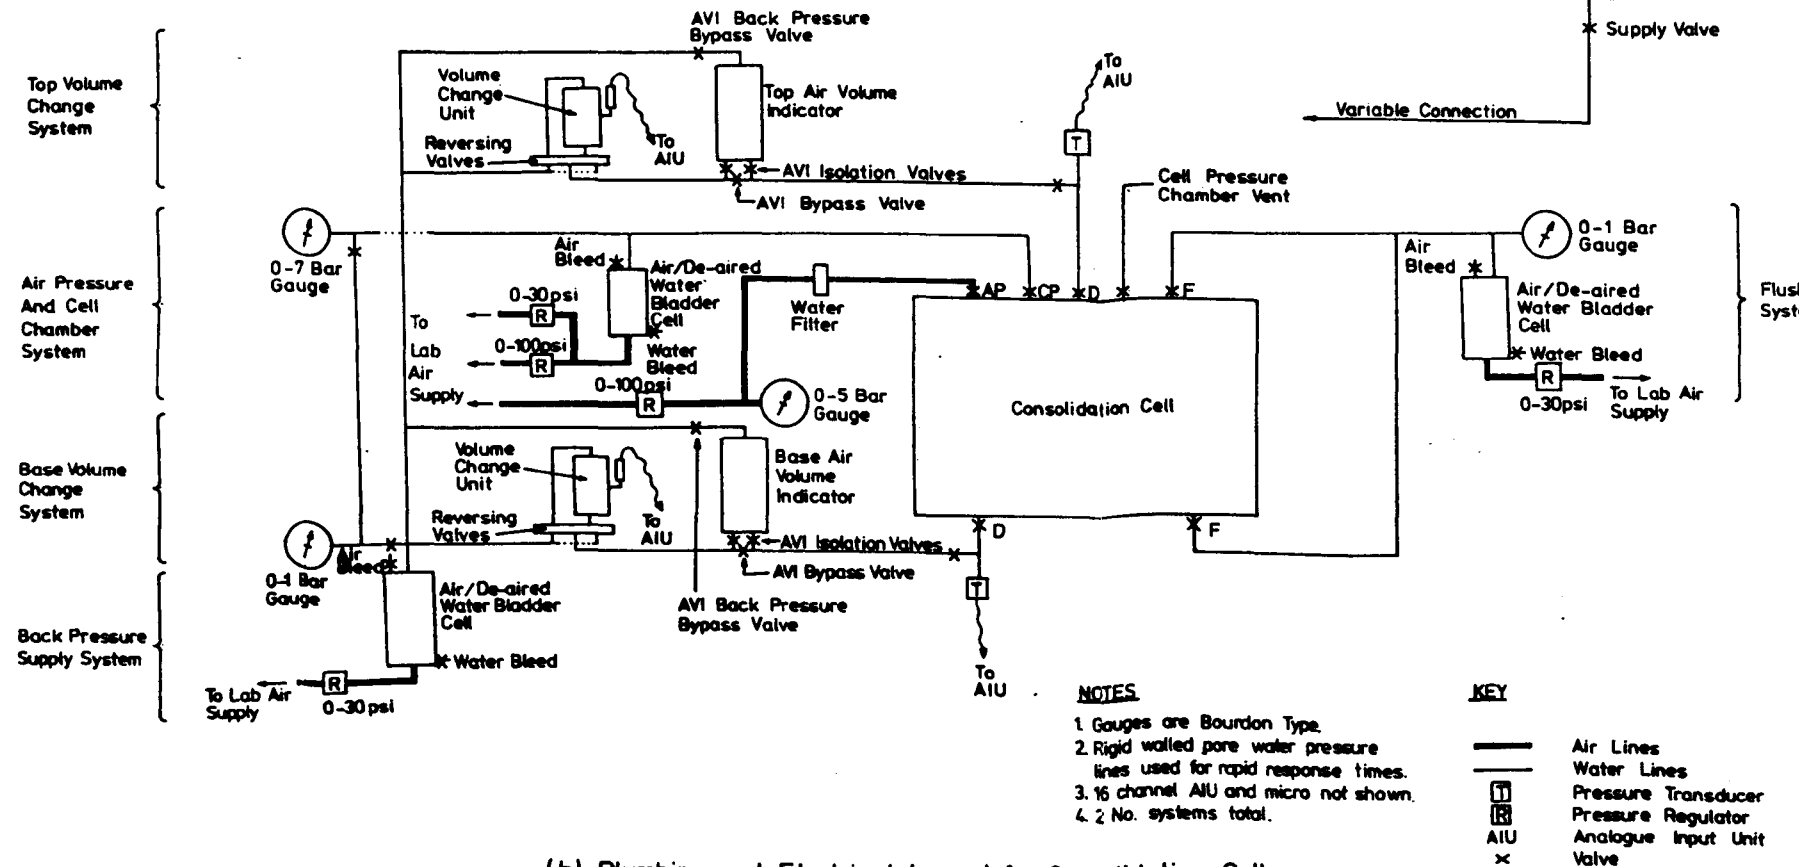 AVI Back Pressure
Bypass Valve
Supply Valve
Top Volume
Change
System
Volume
Change
Unit
To
AIU
Top Air Volume
Indicator
To
AIU
Variable Connection
Reversing
Valves
AVI Isolation Valves
AVI Bypass Valve
Cell Pressure
Chamber Vent
Air Pressure
And Cell
Chamber
System
0-7 Bar
Gauge
Air
Bleed
Air/De-aired
Water
Bladder
Cell
Water
Bleed
0-30psi
R
To
Lab
Air
Supply
0-100psi
R
0-100psi
R
Water
Filter
0-5 Bar
Gauge
T
AP
CP
D
F
Consolidation Cell
0-1 Bar
Gauge
Air
Bleed
Air/De-aired
Water Bladder
Cell
Water Bleed
R
0-30psi
To Lab Air
Supply
Base Volume
Change
System
Volume
Change
Unit
To
AIU
Base Air
Volume
Indicator
Reversing
Valves
AVI Isolation Valves
AVI Bypass Valve
AVI Back Pressure
Bypass Valve
D
F
T
To
AIU
0-1 Bar
Gauge
Air
Bleed
Air/De-aired
Water Bladder
Cell
Water Bleed
Back Pressure
Supply System
To Lab Air
Supply
R
0-30psi
NOTES
1. Gauges are Bourdon Type.
2. Rigid walled pore water pressure
lines used for rapid response times.
3. 16 channel AIU and micro not shown.
4. 2 No. systems total.
KEY
Air Lines
Water Lines
T Pressure Transducer
R Pressure Regulator
AIU Analogue Input Unit
x Valve